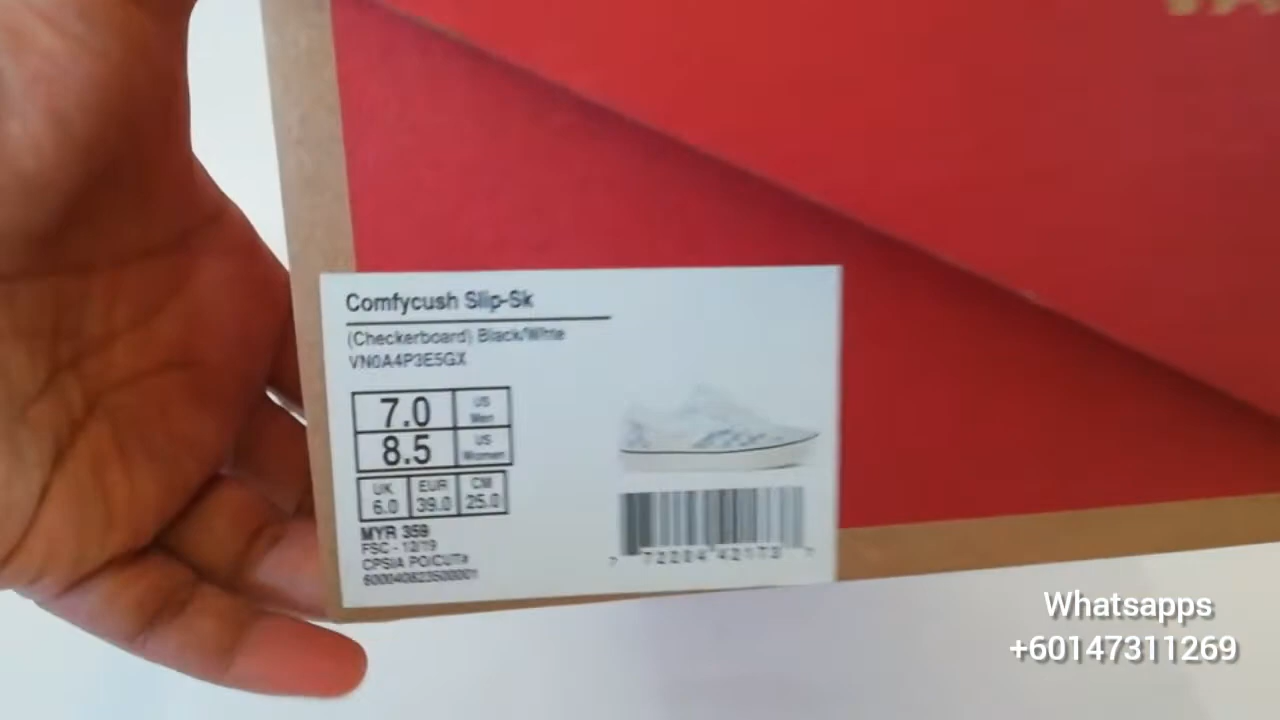 Comfycush Slip-Sk
(Checkerboard) Black/White
VN0A4P3E5GX
7.0 US Men
8.5 US Women
UK EUR CM
6.0 39.0 25.0
MYR 359
FSC - 12/19
CPSIA PO/CUT#
Whatsapps
+60147311269